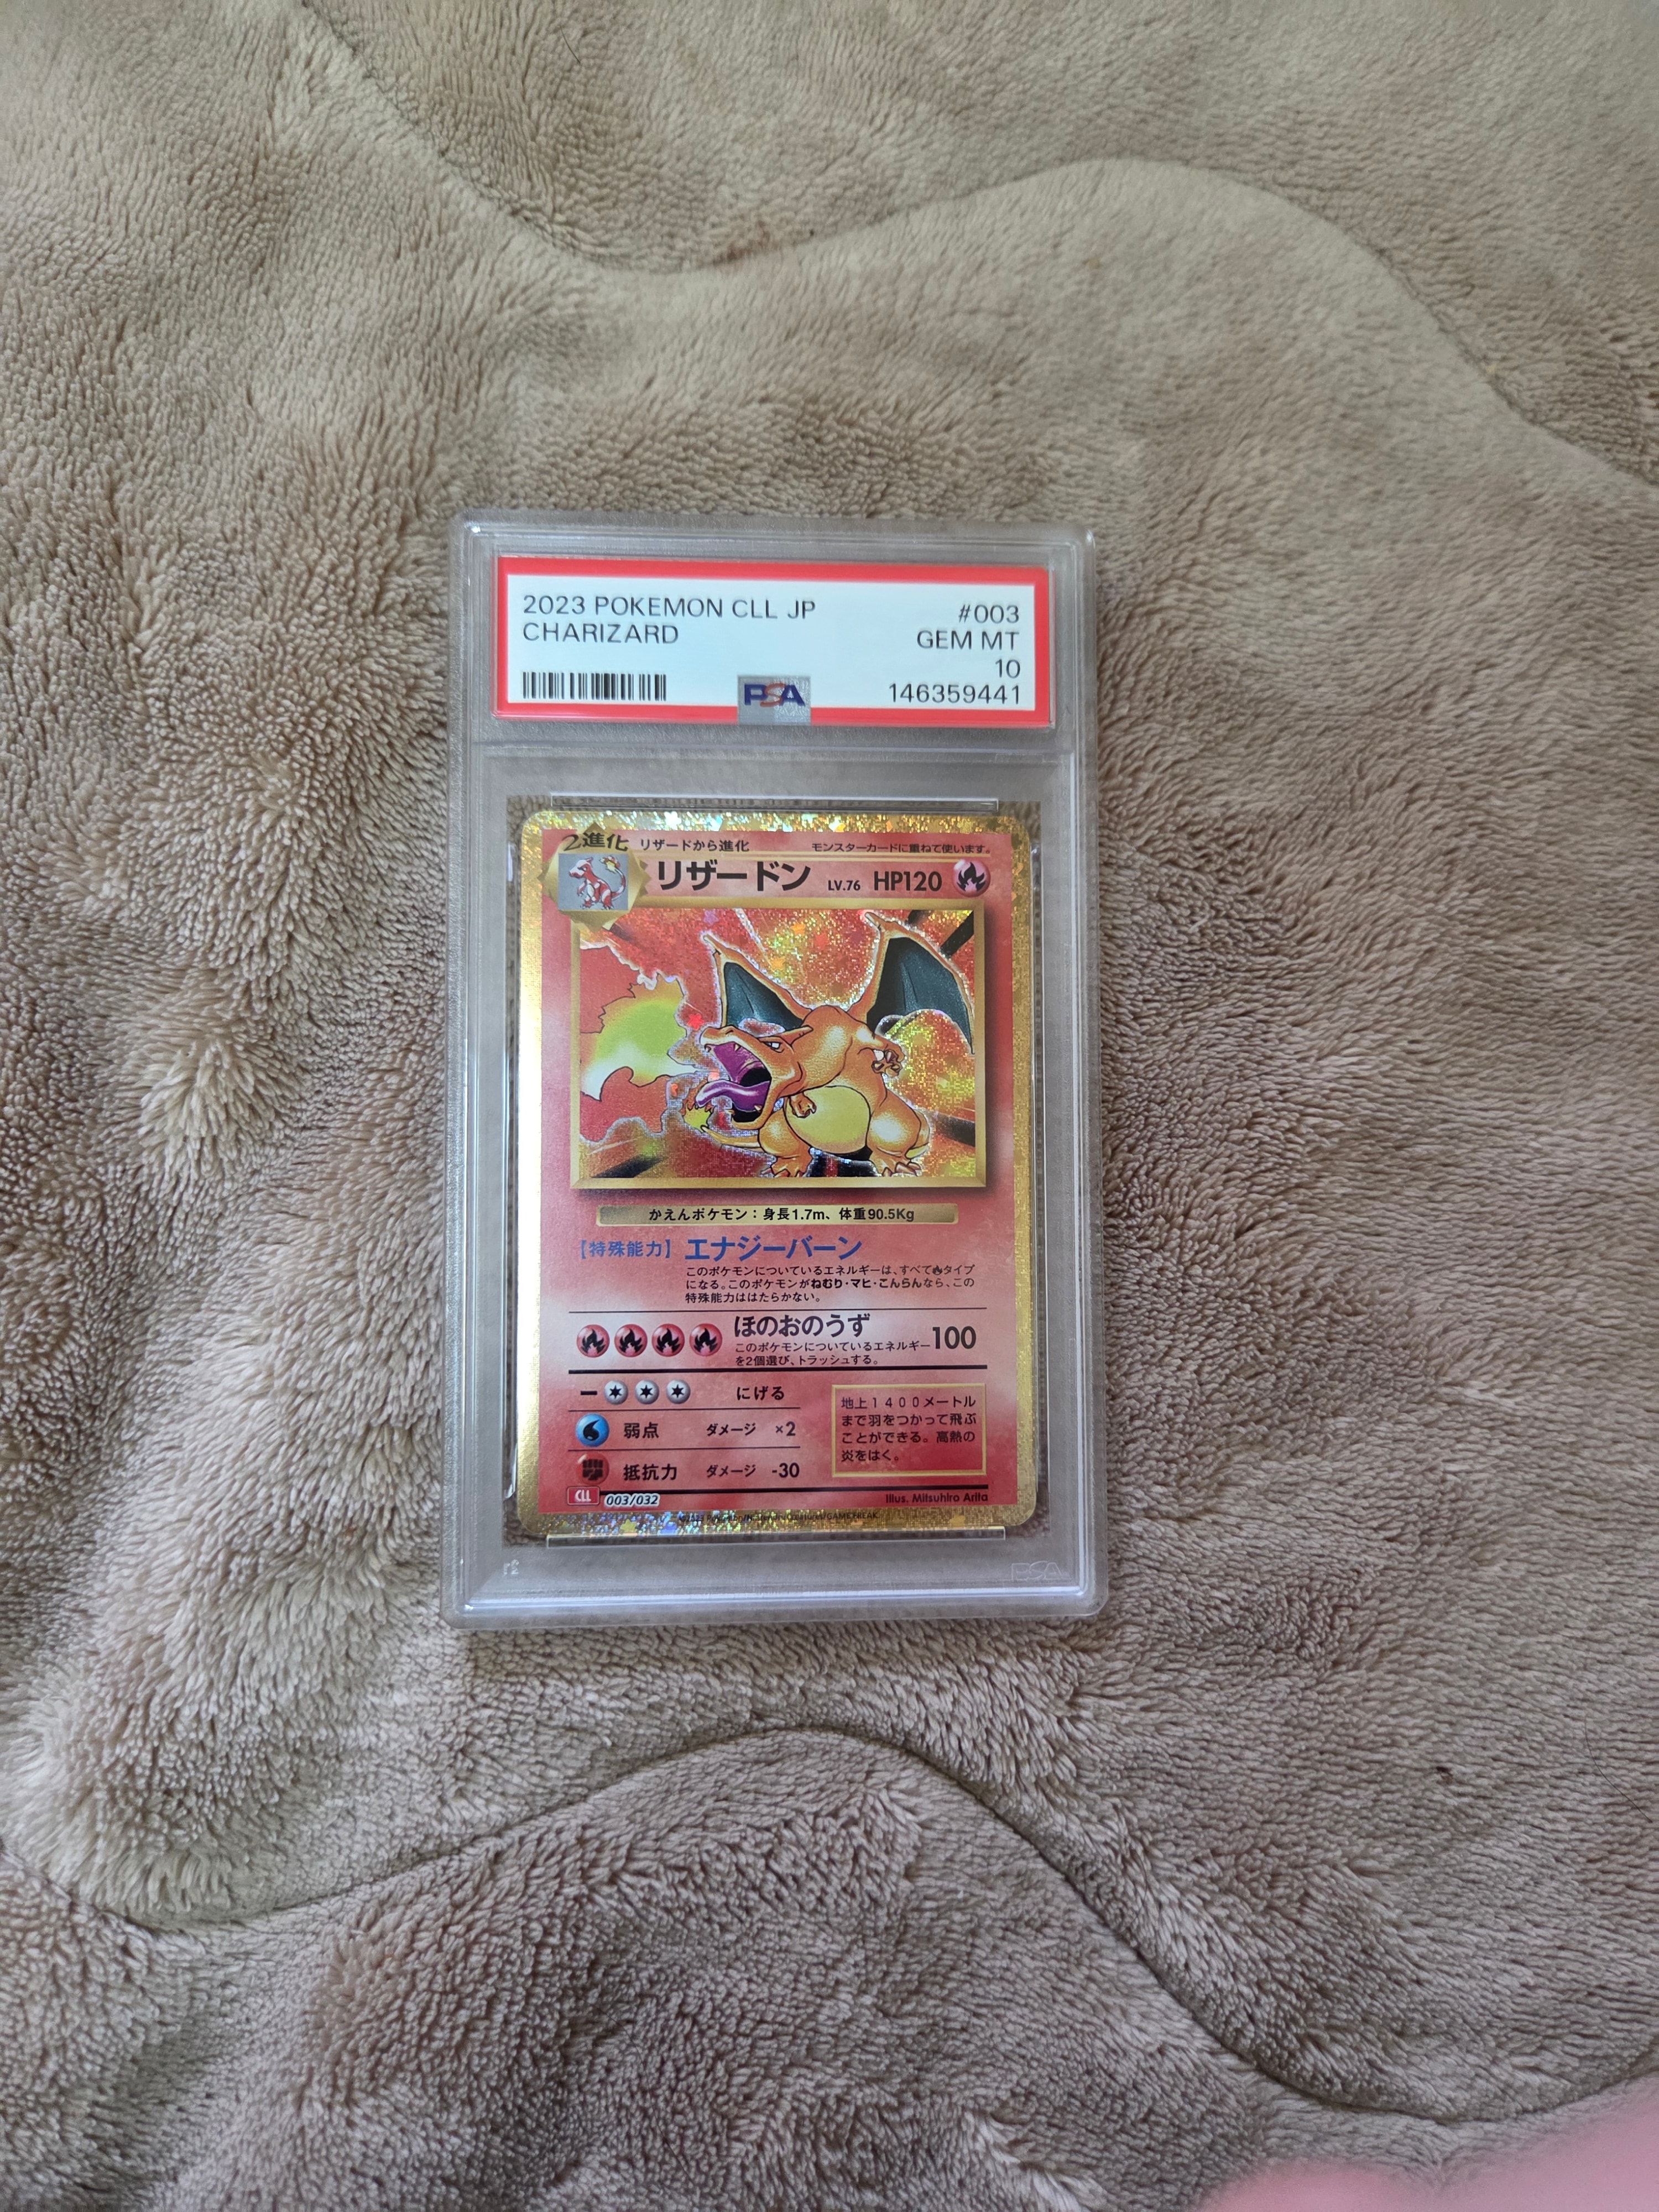 2023 POKEMON CLL JP #003
CHARIZARD GEM MT
10
PSA 146359441
2進化 リザードから進化 モンスターカードに重ねて使います。
リザードン LV.76 HP120
かえんポケモン：身長1.7m、体重90.5Kg
【特殊能力】エナジーバーン
このポケモンについているエネルギーは、すべてタイプ
になる。このポケモンがねむり・マヒ・こんらんなら、この
特殊能力ははたらかない。
ほのおのうず 100
このポケモンについているエネルギー
を2個選び、トラッシュする。
ー にげる
弱点 ダメージ ×2
抵抗力 ダメージ -30
地上1400メートル
まで羽をつかって飛ぶ
ことができる。高熱の
炎をはく。
CLL 003/032 Illus. Mitsuhiro Arita
©2023 Pokémon/Nintendo/Creatures/GAME FREAK.
PSA